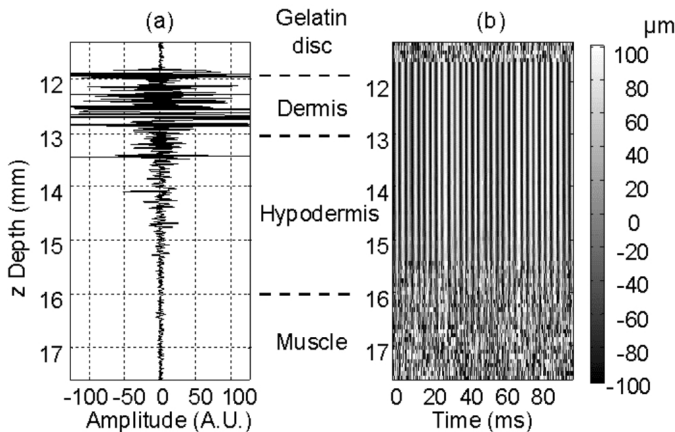 (a)
Gelatin
disc
(b)
µm
z Depth (mm)
12
13
14
15
16
17
-100 -50 0 50 100
Amplitude (A.U.)
Dermis
Hypodermis
Muscle
12
13
14
15
16
17
0 20 40 60 80
Time (ms)
100
80
60
40
20
0
-20
-40
-60
-80
-100